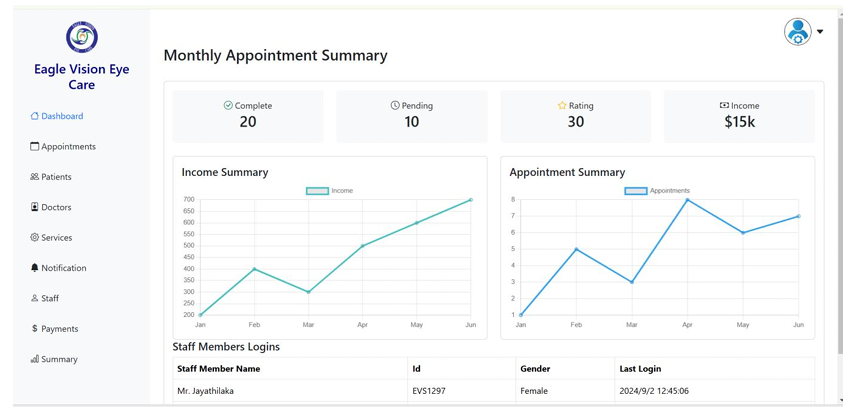 EAGLE VISION
EYE CARE
Eagle Vision Eye
Care
Dashboard
Appointments
Patients
Doctors
Services
Notification
Staff
$ Payments
Summary
Monthly Appointment Summary
Complete
20
Pending
10
Rating
30
Income
$15k
Income Summary
Income
700
650
600
550
500
450
400
350
300
250
200
Jan Feb Mar Apr May Jun
Appointment Summary
Appointments
8
7
6
5
4
3
2
1
Jan Feb Mar Apr May Jun
Staff Members Logins
Staff Member Name Id Gender Last Login
Mr. Jayathilaka EVS1297 Female 2024/9/2 12:45:06